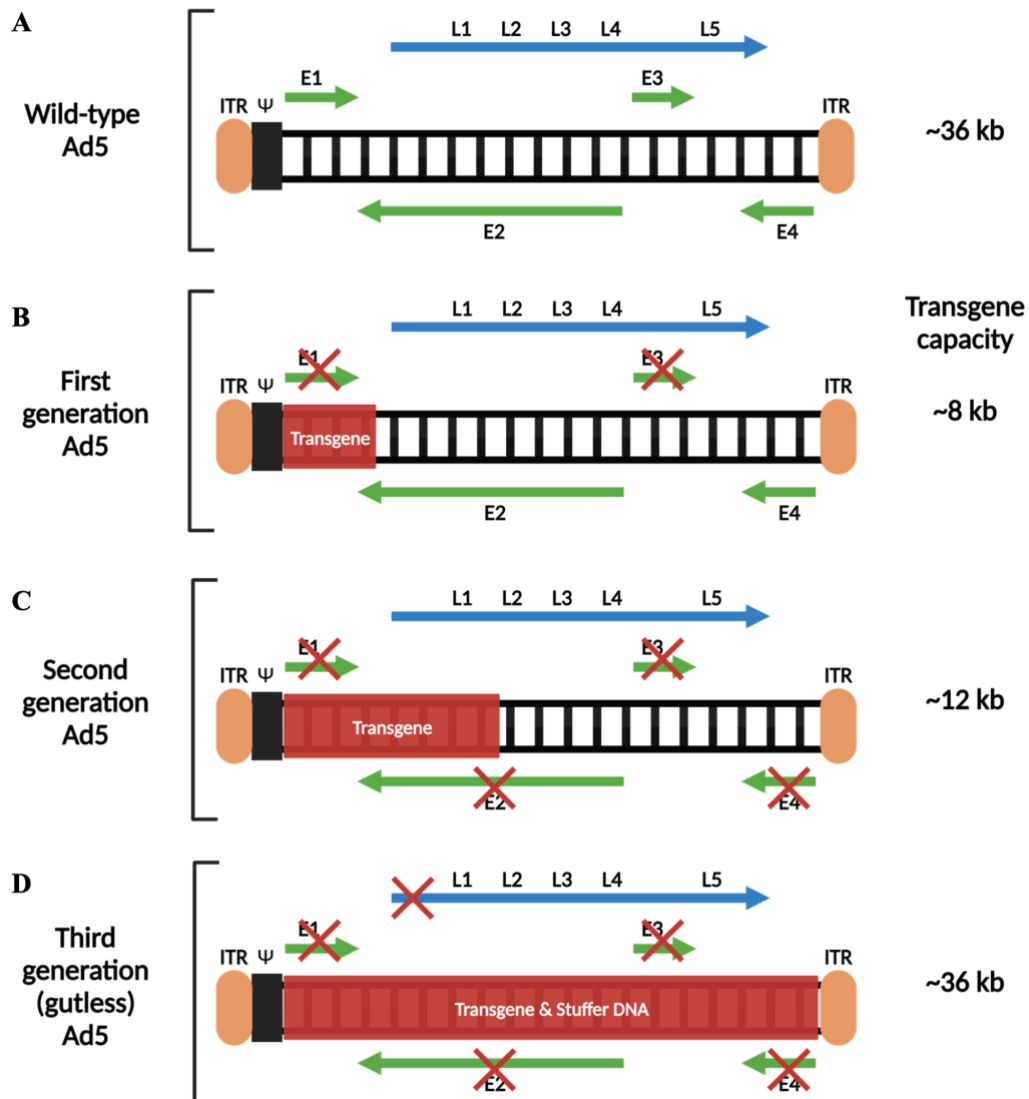 A
Wild-type
Ad5
L1 L2 L3 L4 L5
E1 E3
ITR Ψ ITR
E2 E4
~36 kb
B
First
generation
Ad5
L1 L2 L3 L4 L5
E1 E3
ITR Ψ ITR
Transgene
E2 E4
Transgene
capacity
~8 kb
C
Second
generation
Ad5
L1 L2 L3 L4 L5
E1 E3
ITR Ψ ITR
Transgene
E2 E4
~12 kb
D
Third
generation
(gutless)
Ad5
L1 L2 L3 L4 L5
E1 E3
ITR Ψ ITR
Transgene & Stuffer DNA
E2 E4
~36 kb